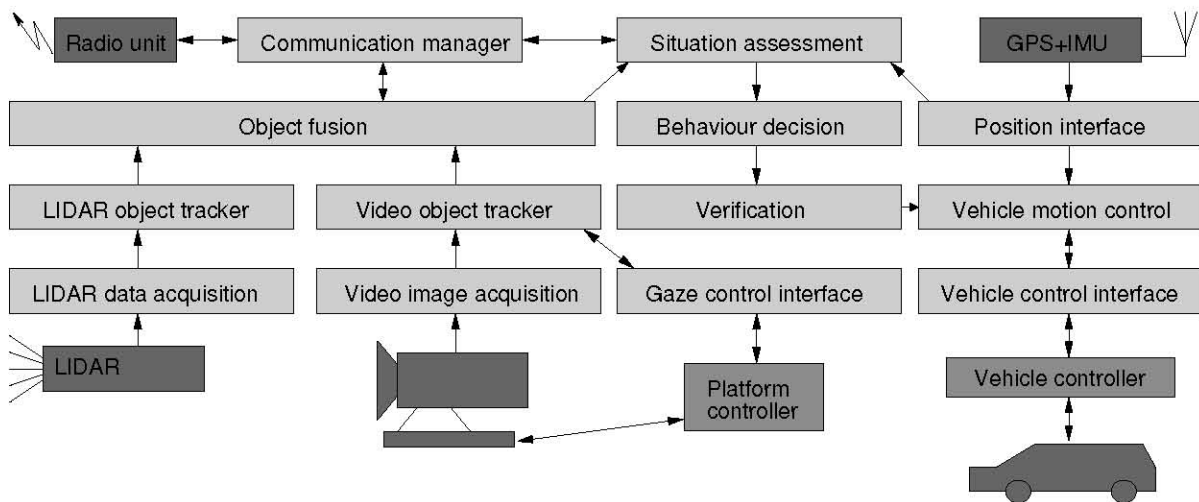 Radio unit
Communication manager
Situation assessment
GPS+IMU
Object fusion
Behaviour decision
Position interface
LIDAR object tracker
Video object tracker
Verification
Vehicle motion control
LIDAR data acquisition
Video image acquisition
Gaze control interface
Vehicle control interface
LIDAR
Platform
controller
Vehicle controller